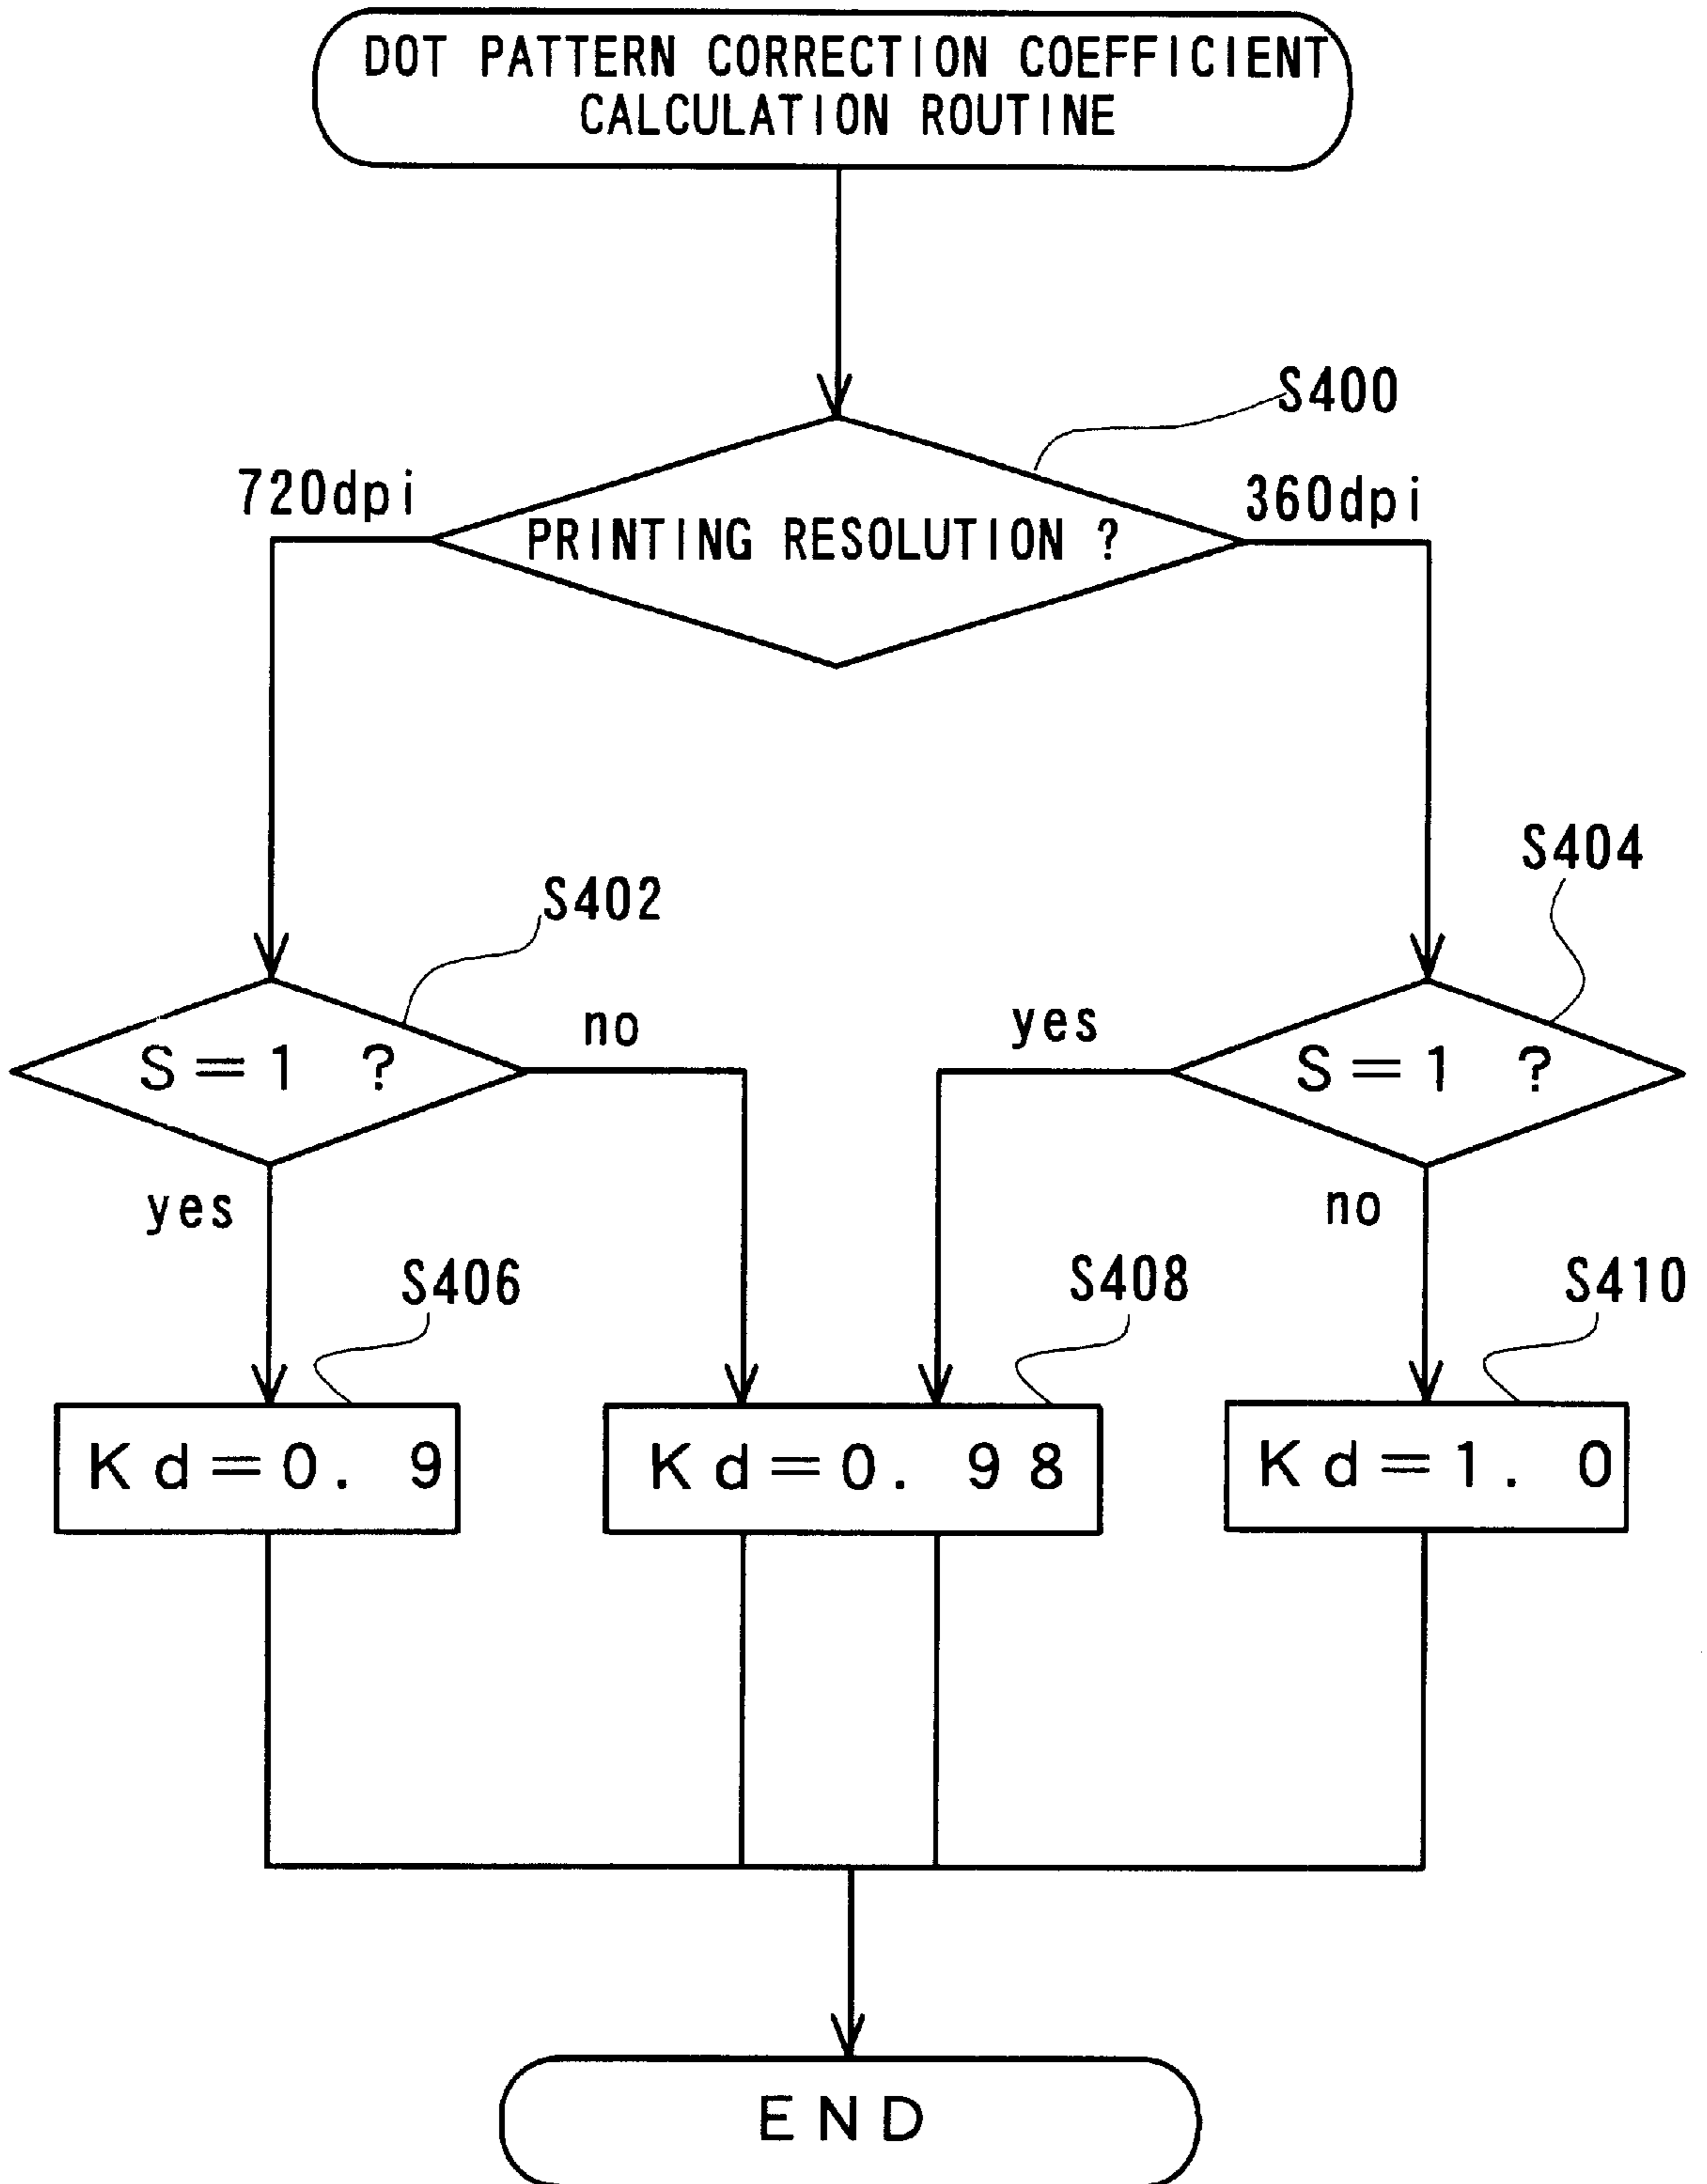 DOT PATTERN CORRECTION COEFFICIENT
CALCULATION ROUTINE
S400
720dpi
360dpi
PRINTING RESOLUTION ?
S404
S402
no
yes
S=1 ?
S=1 ?
yes
no
S406
S408
S410
Kd=0. 9
Kd=0. 98
Kd=1. 0
END